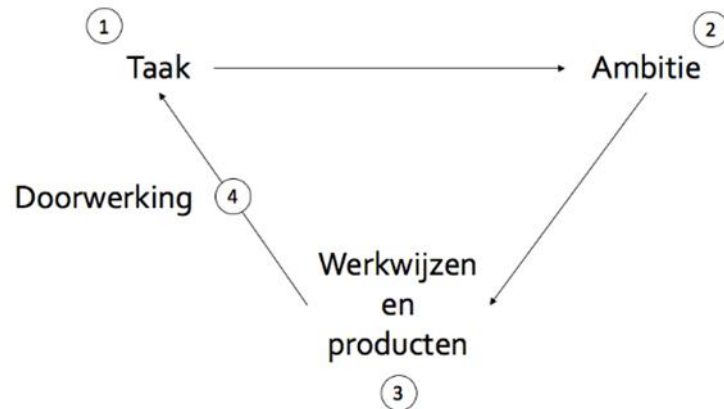 1
2
Taak
Ambitie
Doorwerking
4
Werkwijzen
en
producten
3